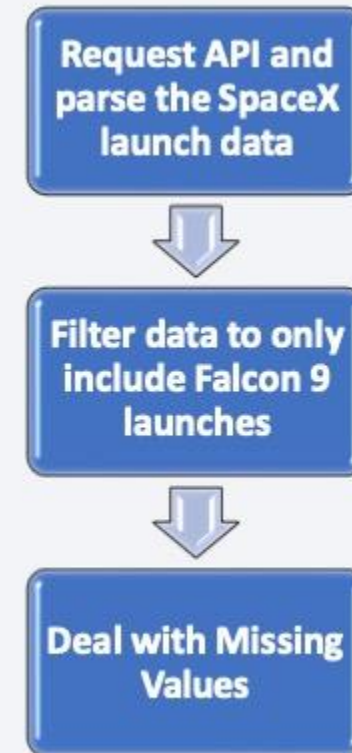 Request API and
parse the SpaceX
launch data
Filter data to only
include Falcon 9
launches
Deal with Missing
Values